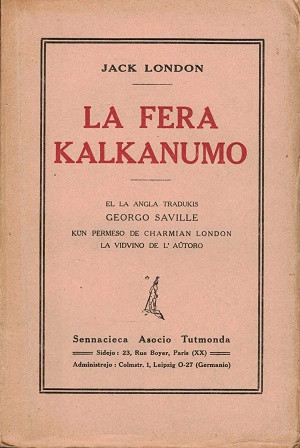 JACK LONDON
LA FERA
KALKANUMO
EL LA ANGLA TRADUKIS
GEORGO SAVILLE
KUN PERMESO DE CHARMIAN LONDON
LA VIDVINO DE L' AŬTORO
Sennacieca Asocio Tutmonda
Sidejo : 23, Rue Boyer, Paris (XX)
Administrejo : Colmstr. 1, Leipzig O-27 (Germanio)